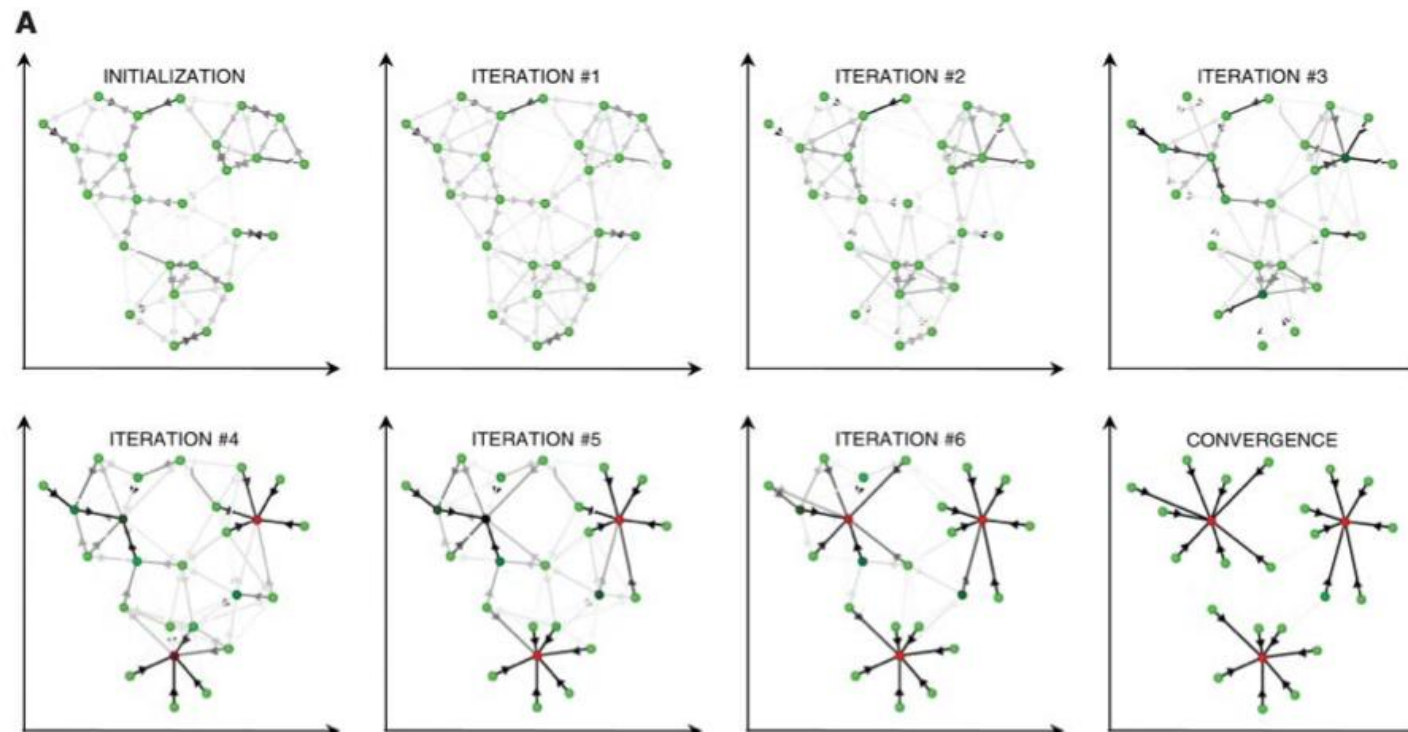 A
INITIALIZATION
ITERATION #1
ITERATION #2
ITERATION #3
ITERATION #4
ITERATION #5
ITERATION #6
CONVERGENCE